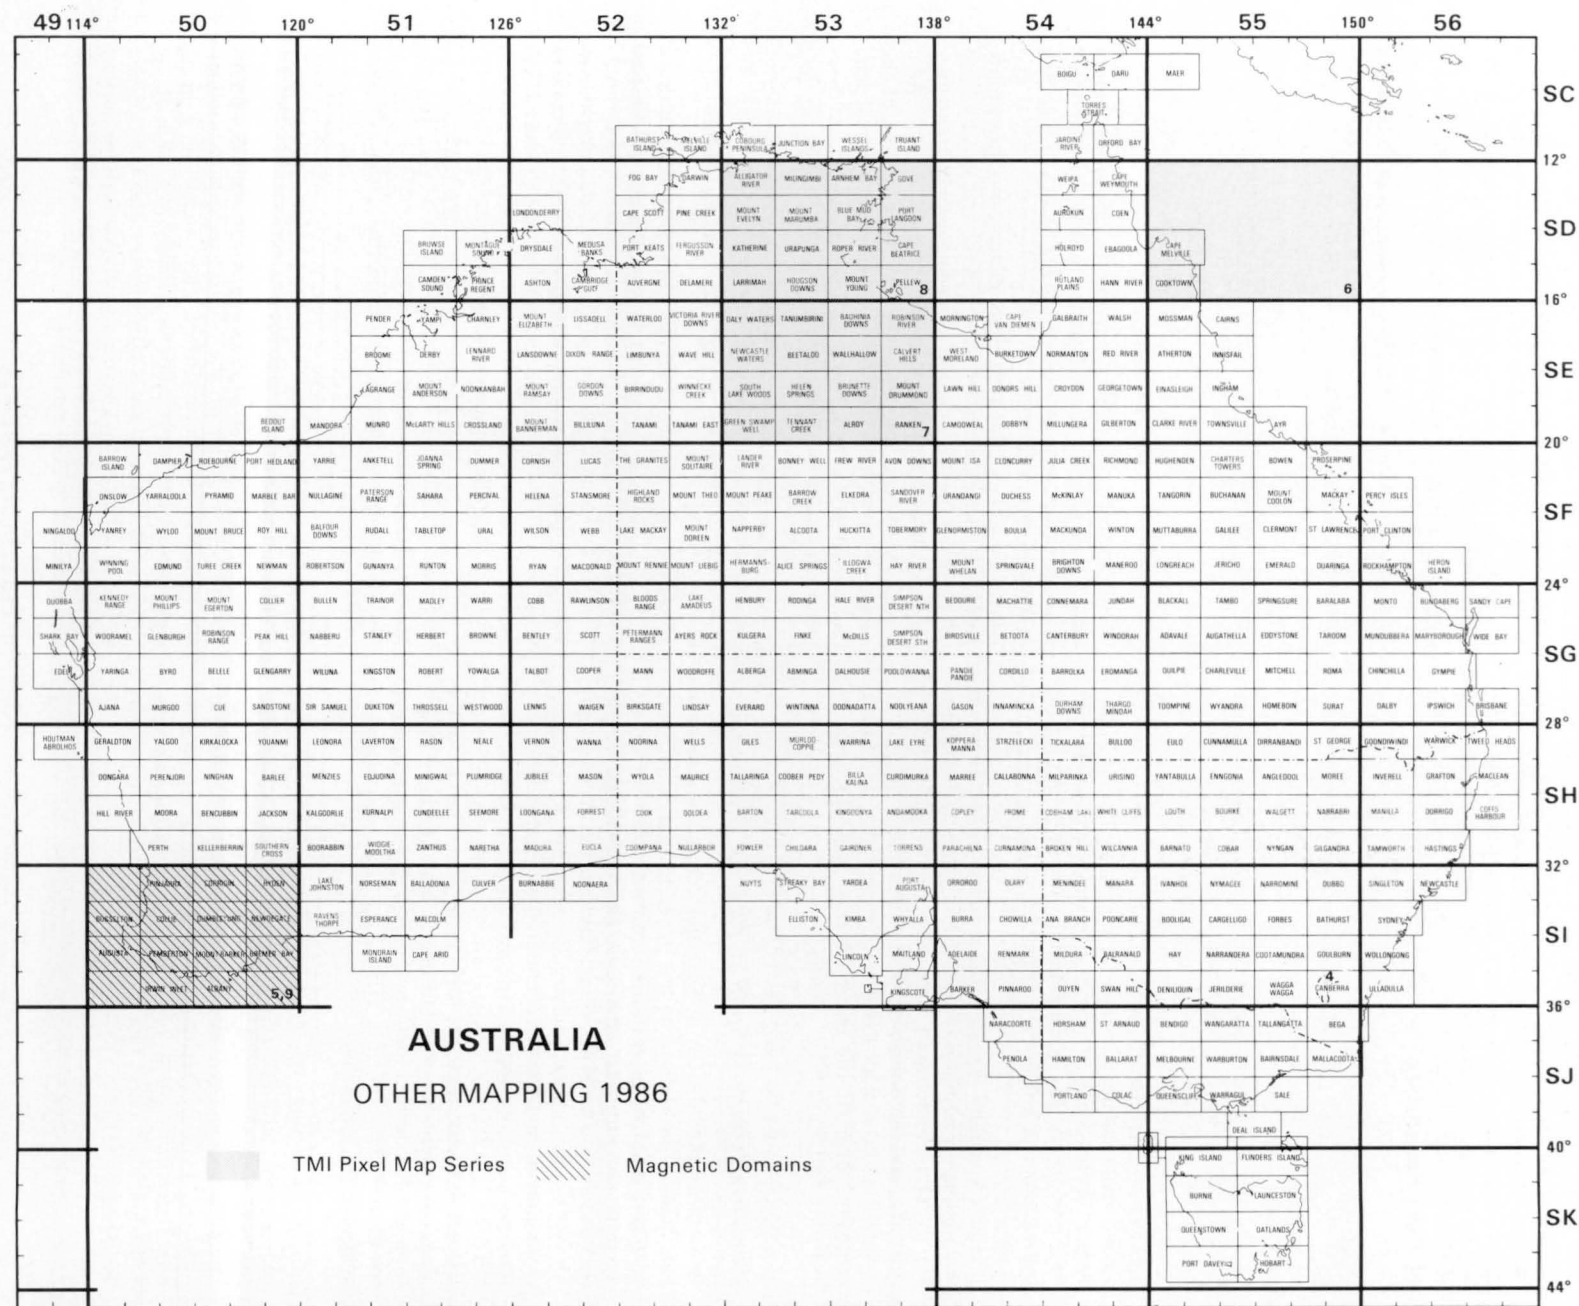 49 114° 50 120° 51 126° 52 132° 53 138° 54 144° 55 150° 56
BOIGU DARU MAER
SC
TORRES STRAIT
BATHURST ISLAND MELVILLE ISLAND COBOURG PENINSULA JUNCTION BAY WESSEL ISLANDS TRUANT ISLAND JARDINE RIVER ORFORD BAY
12°
FOG BAY DARWIN ALLIGATOR RIVER MILINGIMBI ARNHEM BAY GOVE WEIPA CAPE WEYMOUTH
LONDONDERRY CAPE SCOTT PINE CREEK MOUNT EVELYN MOUNT MARUMBA BLUE MUD BAY PORT LANGDON AURUKUN COEN
SD
BROWSE ISLAND MONTAGUE SOUND DRYSDALE MEDUSA BANKS PORT KEATS FERGUSSON RIVER KATHERINE URAPUNGA ROPER RIVER CAPE BEATRICE HOLROYD EBAGOOLA CAPE MELVILLE
CAMDEN SOUND PRINCE REGENT ASHTON CAMBRIDGE GULF AUVERGNE DELAMERE LARRIMAH HODGSON DOWNS MOUNT YOUNG PELLEW 8 RUTLAND PLAINS HANN RIVER COOKTOWN 6
16°
PENDER YAMPI CHARNLEY MOUNT ELIZABETH LISSADELL WATERLOO VICTORIA RIVER DOWNS DALY WATERS TANUMBIRINI BAUHINIA DOWNS ROBINSON RIVER MORNINGTON CAPE VAN DIEMEN GALBRAITH WALSH MOSSMAN CAIRNS
BROOME DERBY LENNARD RIVER LANSDOWNE DIXON RANGE LIMBUNYA WAVE HILL NEWCASTLE WATERS BEETALOO WALLHALLOW CALVERT HILLS WEST MORELAND BURKETOWN NORMANTON RED RIVER ATHERTON INNISFAIL
SE
LAGRANGE MOUNT ANDERSON NOONKANBAH MOUNT RAMSAY GORDON DOWNS BIRRINDUDU WINNECKE CREEK SOUTH LAKE WOODS HELEN SPRINGS BRUNETTE DOWNS MOUNT DRUMMOND LAWN HILL DONORS HILL CROYDON GEORGETOWN EINASLEIGH INGHAM
BEDOUT ISLAND MANDORA MUNRO McLARTY HILLS CROSSLAND MOUNT BANNERMAN BILLILUNA TANAMI TANAMI EAST GREEN SWAMP WELL TENNANT CREEK ALROY RANKEN 7 CAMOOWEAL DOBBYN MILLUNGERA GILBERTON CLARKE RIVER TOWNSVILLE AYR
20°
BARROW ISLAND DAMPIER ROEBOURNE PORT HEDLAND YARRIE ANKETELL JOANNA SPRING DUMMER CORNISH LUCAS THE GRANITES MOUNT SOLITAIRE LANDER RIVER BONNEY WELL FREW RIVER AVON DOWNS MOUNT ISA CLONCURRY JULIA CREEK RICHMOND HUGHENDEN CHARTERS TOWERS BOWEN PROSERPINE
ONSLOW YARRALOOLA PYRAMID MARBLE BAR NULLAGINE PATERSON RANGE SAHARA PERCIVAL HELENA STANSMORE HIGHLAND ROCKS MOUNT THEO MOUNT PEAKE BARROW CREEK ELKEDRA SANDOVER RIVER URANDANGI DUCHESS McKINLAY MANUKA TANGORIN BUCHANAN MOUNT COOLON MACKAY PERCY ISLES
SF
NINGALOO YANREY WYLOO MOUNT BRUCE ROY HILL BALFOUR DOWNS RUDALL TABLETOP URAL WILSON WEBB LAKE MACKAY MOUNT DOREEN NAPPERBY ALCOOTA HUCKITTA TOBERMORY GLENORMISTON BOULIA MACKUNDA WINTON MUTTABURRA GALILEE CLERMONT ST LAWRENCE PORT CLINTON
MINILYA WINNING POOL EDMUND TUREE CREEK NEWMAN ROBERTSON GUNANYA RUNTON MORRIS RYAN MACDONALD MOUNT RENNIE MOUNT LIEBIG HERMANNSBURG ALICE SPRINGS ILLOGWA CREEK HAY RIVER MOUNT WHELAN SPRINGVALE BRIGHTON DOWNS MANEROO LONGREACH JERICHO EMERALD DUARINGA ROCKHAMPTON HERON ISLAND
24°
QUOBBA KENNEDY RANGE MOUNT PHILLIPS MOUNT EGERTON COLLIER BULLEN TRAINOR MADLEY WARRI COBB RAWLINSON BLOODS RANGE LAKE AMADEUS HENBURY RODINGA HALE RIVER SIMPSON DESERT NTH BEDOURIE MACHATTIE CONNEMARA JUNDAH BLACKALL TAMBO SPRINGSURE BARALABA MONTO BUNDABERG SANDY CAPE
SHARK BAY WOORAMEL GLENBURGH ROBINSON RANGE PEAK HILL NABBERU STANLEY HERBERT BROWNE BENTLEY SCOTT PETERMANN RANGES AYERS ROCK KULGERA FINKE McDILLS SIMPSON DESERT STH BIRDSVILLE BETOOTA CANTERBURY WINDORAH ADAVALE AUGATHELLA EDDYSTONE TAROOM MUNDUBBERA MARYBOROUGH WIDE BAY
SG
EDEL YARINGA BYRO BELELE GLENGARRY WILUNA KINGSTON ROBERT YOWALGA TALBOT COOPER MANN WOODROFFE ALBERGA ABMINGA DALHOUSIE POOLOWANNA PANDIE PANDIE CORDILLO BARROLKA EROMANGA QUILPIE CHARLEVILLE MITCHELL ROMA CHINCHILLA GYMPIE
AJANA MURGOO CUE SANDSTONE SIR SAMUEL DUKETON THROSSELL WESTWOOD LENNIS WAIGEN BIRKSGATE LINDSAY EVERARD WINTINNA OODNADATTA NOOLYEANA GASON INNAMINCKA DURHAM DOWNS THARGOMINDAH TOOMPINE WYANDRA HOMEBOIN SURAT DALBY IPSWICH BRISBANE
28°
HOUTMAN ABROLHOS GERALDTON YALGOO KIRKALOCKA YOUANMI LEONORA LAVERTON RASON NEALE VERNON WANNA NOORINA WELLS GILES MURLOOCOPPIE WARRINA LAKE EYRE KOPPERAMANNA STRZELECKI TICKALARA BULLOO EULO CUNNAMULLA DIRRANBANDI ST GEORGE GOONDIWINDI WARWICK TWEED HEADS
DONGARA PERENJORI NINGHAN BARLEE MENZIES EDJUDINA MINIGWAL PLUMRIDGE JUBILEE MASON WYOLA MAURICE TALLARINGA COOBER PEDY BILLA KALINA CURDIMURKA MARREE CALLABONNA MILPARINKA URISINO YANTABULLA ENNGONIA ANGLEDOOL MOREE INVERELL GRAFTON MACLEAN
SH
HILL RIVER MOORA BENCUBBIN JACKSON KALGOORLIE KURNALPI CUNDEELEE SEEMORE LOONGANA FORREST COOK OOLDEA BARTON TARCOOLA KINGOONYA ANDAMOOKA COPLEY FROME COBHAM LAKE WHITE CLIFFS LOUTH BOURKE WALGETT NARRABRI MANILLA DORRIGO COFFS HARBOUR
PERTH KELLERBERRIN SOUTHERN CROSS BOORABBIN WIDGIEMOOLTHA ZANTHUS NARETHA MADURA EUCLA COOMPANA NULLARBOR FOWLER CHILDARA GAIRDNER TORRENS PARACHILNA CURNAMONA BROKEN HILL WILCANNIA BARNATO COBAR NYNGAN GILGANDRA TAMWORTH HASTINGS
32°
PINJARRA CORRIGIN HYDEN LAKE JOHNSTON NORSEMAN BALLADONIA CULVER BURNABBIE NOONAERA NUYTS STREAKY BAY YARDEA PORT AUGUSTA ORROROO OLARY MENINDEE MANARA IVANHOE NYMAGEE NARROMINE DUBBO SINGLETON NEWCASTLE
BUSSELTON COLLIE DUMBLEYUNG NEWDEGATE RAVENSTHORPE ESPERANCE MALCOLM ELLISTON KIMBA WHYALLA BURRA CHOWILLA ANA BRANCH POONCARIE BOOLIGAL CARGELLIGO FORBES BATHURST SYDNEY
SI
AUGUSTA PEMBERTON MOUNT BARKER BREMER BAY MONDRAIN ISLAND CAPE ARID LINCOLN MAITLAND ADELAIDE RENMARK MILDURA BALRANALD HAY NARRANDERA COOTAMUNDRA GOULBURN WOLLONGONG
IRWIN INLET ALBANY 5,9 KINGSCOTE BARKER PINNAROO OUYEN SWAN HILL DENILIQUIN JERILDERIE WAGGA WAGGA 4 CANBERRA ULLADULLA
36°
AUSTRALIA
NARACOORTE HORSHAM ST ARNAUD BENDIGO WANGARATTA TALLANGATTA BEGA
PENOLA HAMILTON BALLARAT MELBOURNE WARBURTON BAIRNSDALE MALLACOOTA
SJ
OTHER MAPPING 1986
PORTLAND COLAC QUEENSCLIFF WARRAGUL SALE
DEAL ISLAND
40°
TMI Pixel Map Series Magnetic Domains
KING ISLAND FLINDERS ISLAND
BURNIE LAUNCESTON
SK
QUEENSTOWN OATLANDS
PORT DAVEY HOBART
44°